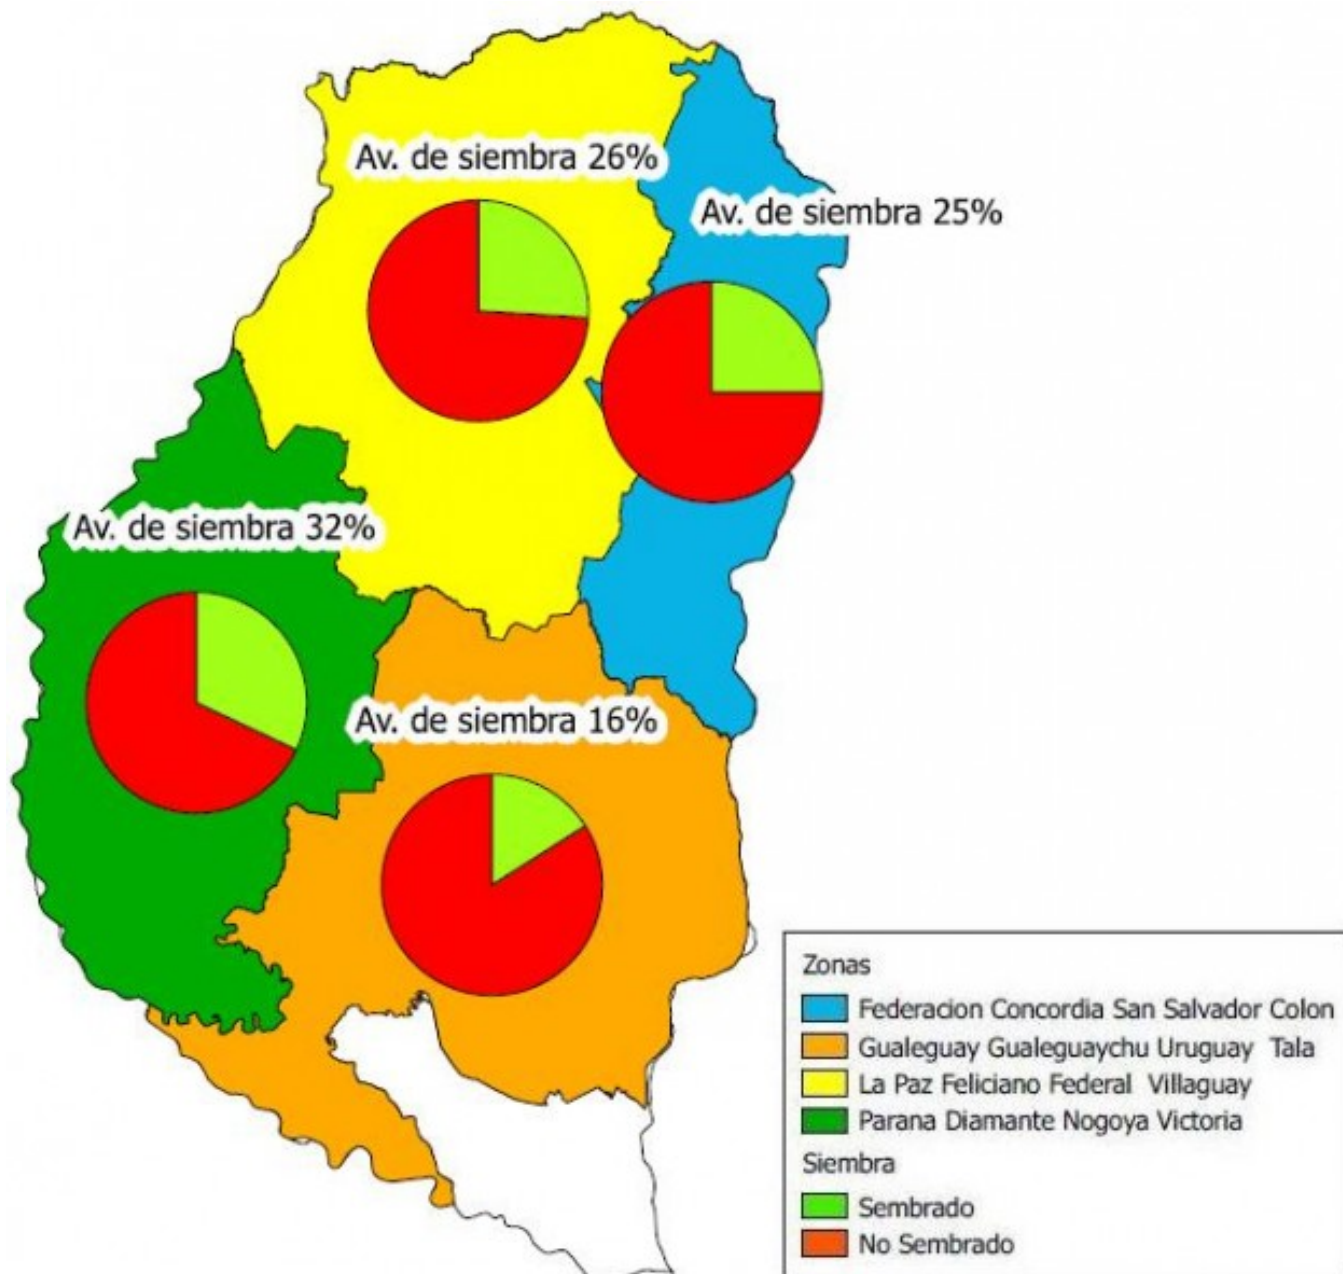 Av. de siembra 26%
Av. de siembra 25%
Av. de siembra 32%
Av. de siembra 16%
Zonas
Federacion Concordia San Salvador Colon
Gualeguay Gualeguaychu Uruguay Tala
La Paz Feliciano Federal Villaguay
Parana Diamante Nogoya Victoria
Siembra
Sembrado
No Sembrado